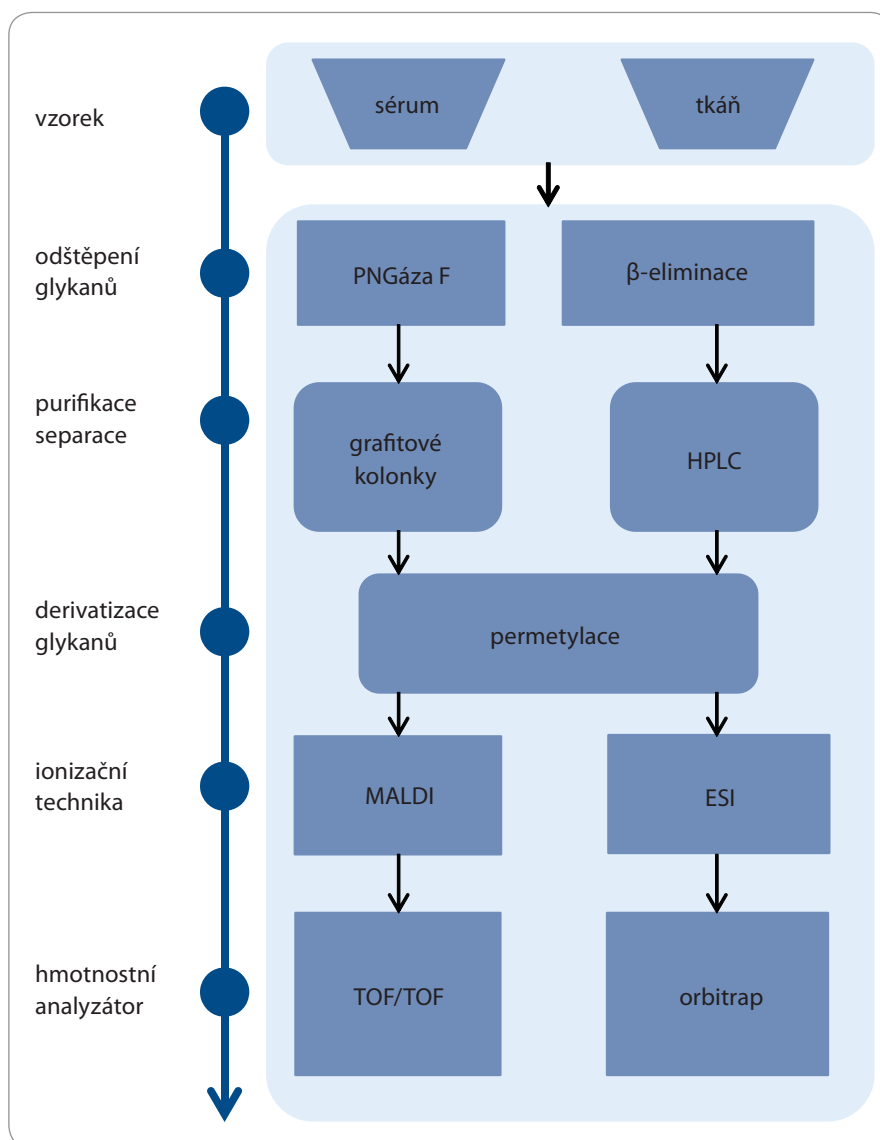 vzorek
sérum
tkáň
odštěpení
glykanů
PNGáza F
β-eliminace
purifikace
separace
grafitové
kolonky
HPLC
derivatizace
glykanů
permetylace
ionizační
technika
MALDI
ESI
hmotnostní
analyzátor
TOF/TOF
orbitrap